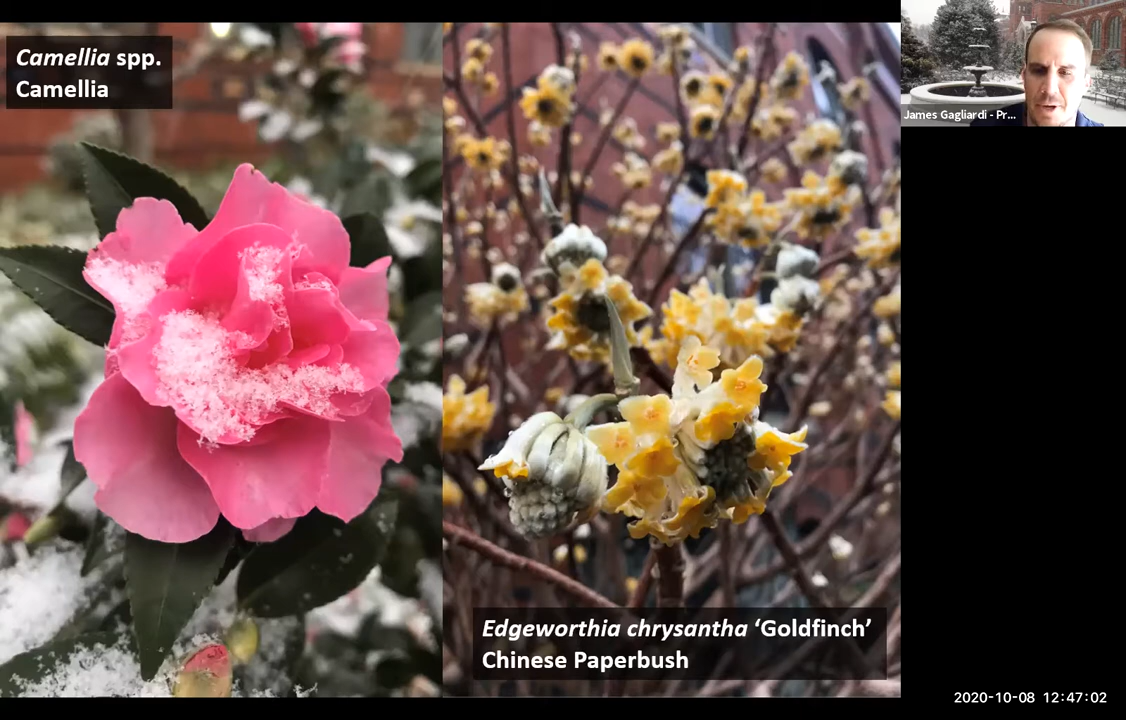 Camellia spp.
Camellia
James Gagliardi - Pr...
Edgeworthia chrysantha ‘Goldfinch’
Chinese Paperbush
2020-10-08 12:47:02